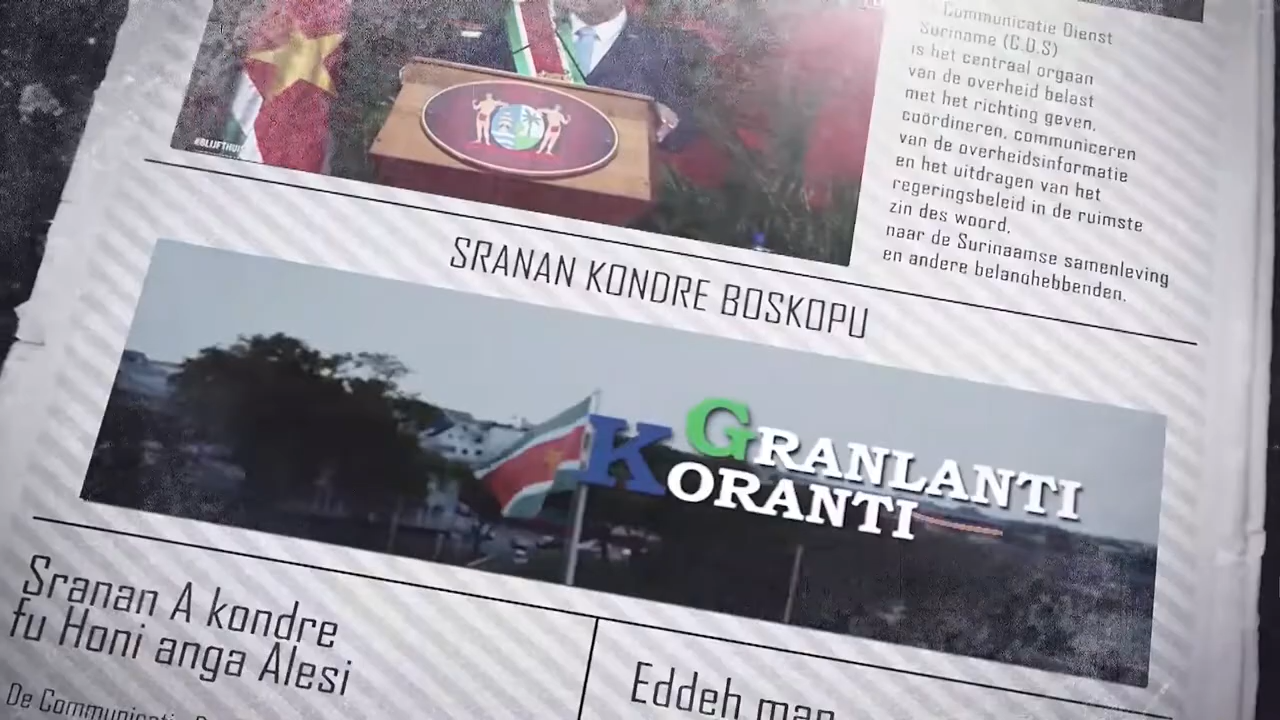 Communicatie Dienst
Suriname (C.D.S)
is het centraal orgaan
van de overheid belast
met het richting geven,
cuördineren, communiceren
van de overheidsinformatie
en het uitdragen van het
regeringsbeleid in de ruimste
zin des woord,
naar de Surinaamse samenleving
en andere belanghebbenden.
SRANAN KONDRE BOSKOPU
GRANLANTI
KORANTI
Sranan A kondre
fu Honi anga Alesi
Eddeh man
De